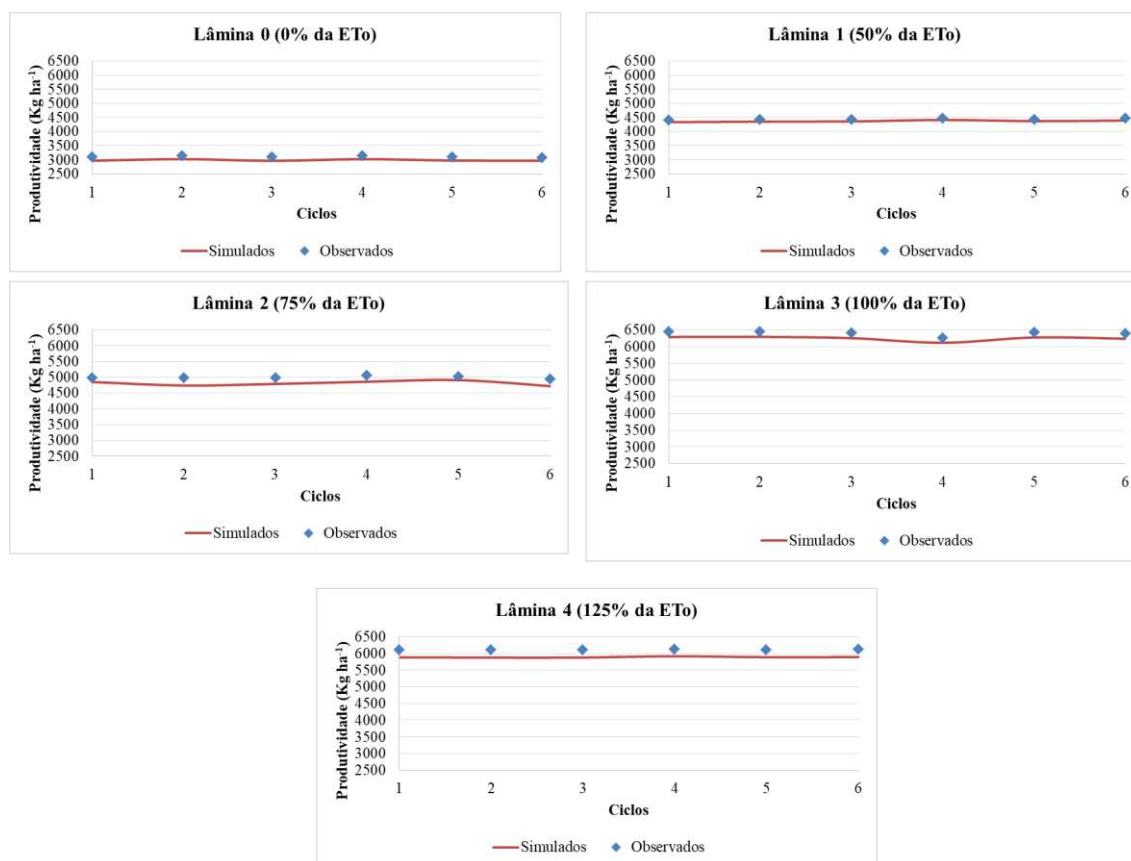 Lâmina 0 (0% da ETo)
Produtividade (Kg ha-1)
6500
6000
5500
5000
4500
4000
3500
3000
2500
1 2 3 4 5 6
Ciclos
Simulados Observados
Lâmina 1 (50% da ETo)
Produtividade (Kg ha-1)
6500
6000
5500
5000
4500
4000
3500
3000
2500
1 2 3 4 5 6
Ciclos
Simulados Observados
Lâmina 2 (75% da ETo)
Produtividade (Kg ha-1)
6500
6000
5500
5000
4500
4000
3500
3000
2500
1 2 3 4 5 6
Ciclos
Simulados Observados
Lâmina 3 (100% da ETo)
Produtividade (Kg ha-1)
6500
6000
5500
5000
4500
4000
3500
3000
2500
1 2 3 4 5 6
Ciclos
Simulados Observados
Lâmina 4 (125% da ETo)
Produtividade (Kg ha-1)
6500
6000
5500
5000
4500
4000
3500
3000
2500
1 2 3 4 5 6
Ciclos
Simulados Observados